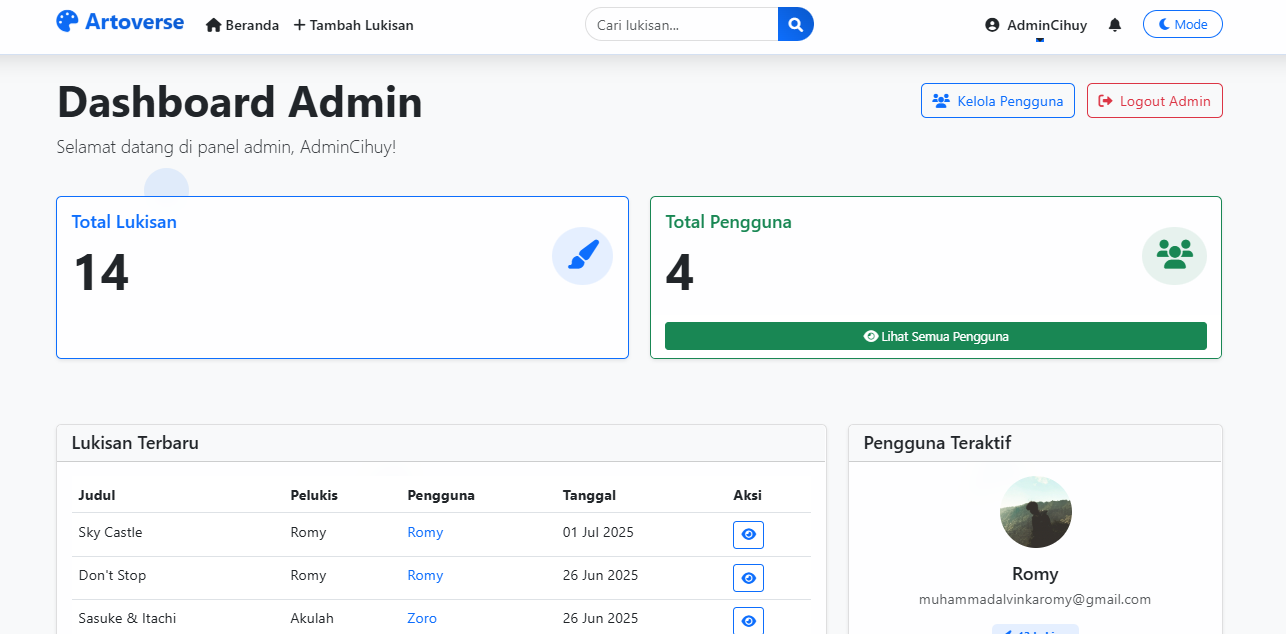 Artoverse Beranda Tambah Lukisan Cari lukisan... AdminCihuy Mode
Dashboard Admin
Kelola Pengguna Logout Admin
Selamat datang di panel admin, AdminCihuy!
Total Lukisan
14
Total Pengguna
4
Lihat Semua Pengguna
Lukisan Terbaru
Judul Pelukis Pengguna Tanggal Aksi
Sky Castle Romy Romy 01 Jul 2025
Don't Stop Romy Romy 26 Jun 2025
Sasuke & Itachi Akulah Zoro 26 Jun 2025
Pengguna Teraktif
Romy
muhammadalvinkaromy@gmail.com